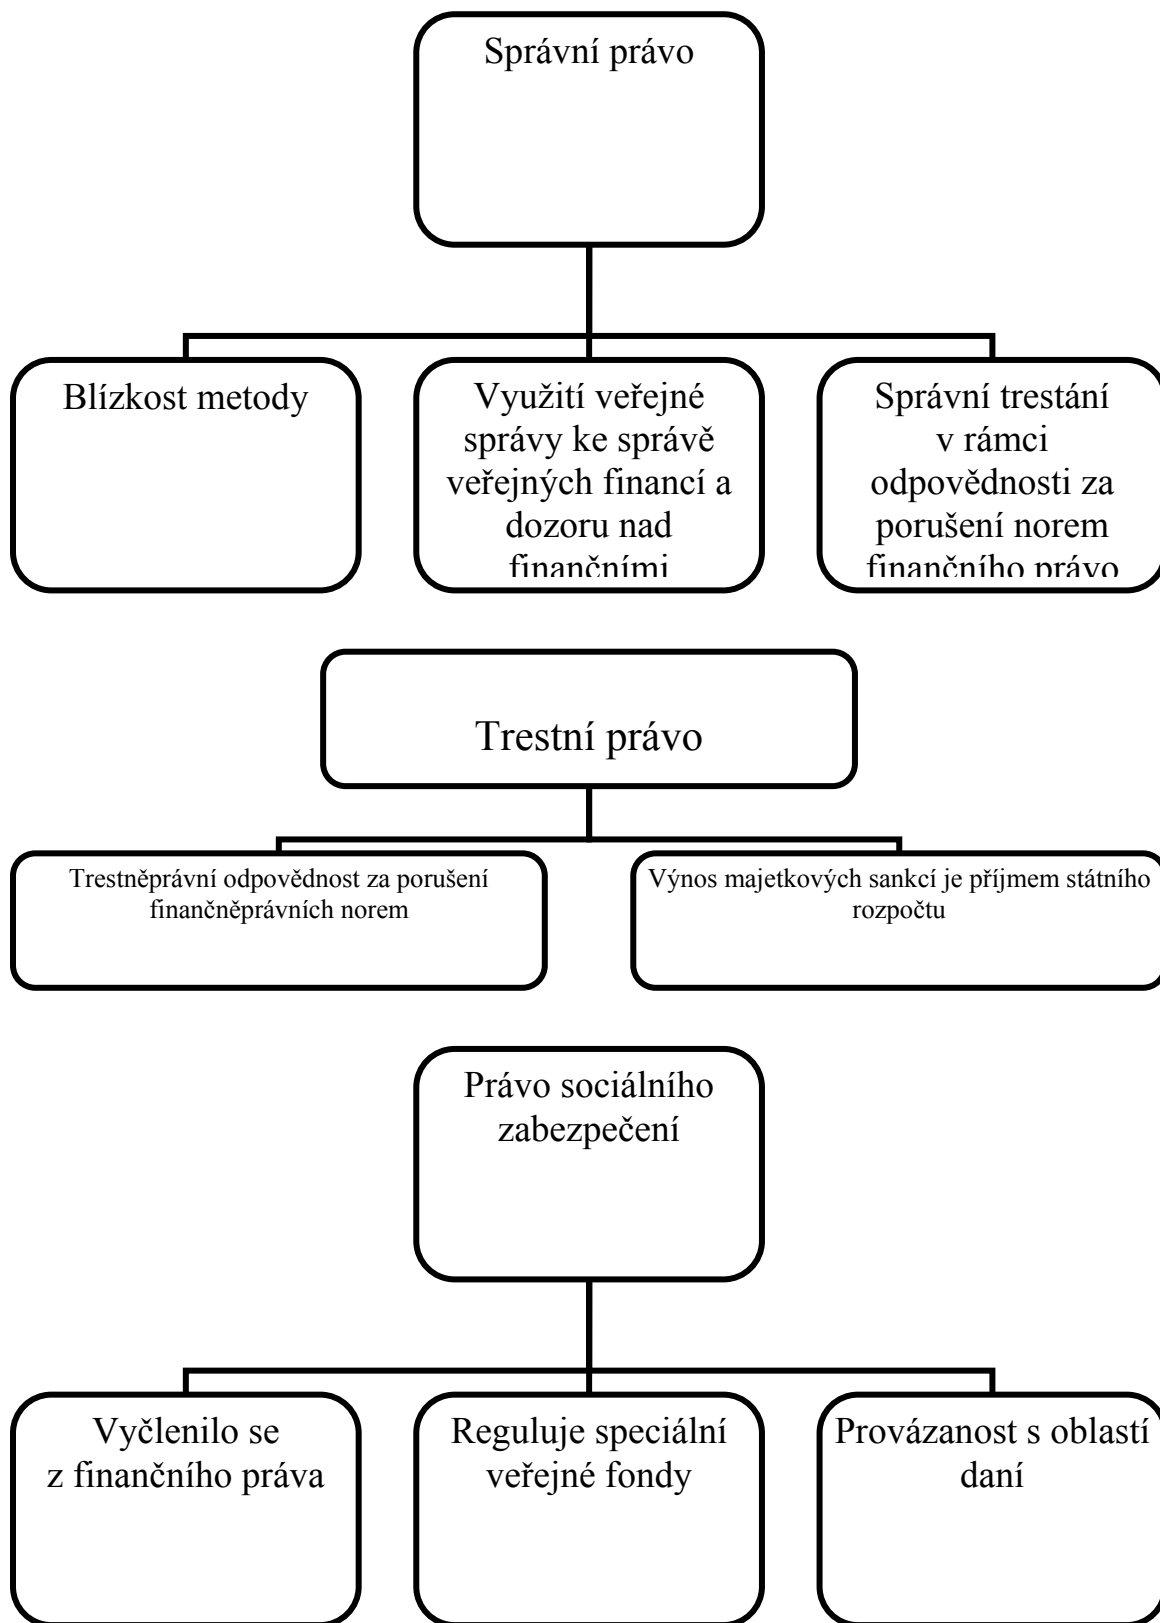 Správní právo
Blízkost metody
Využití veřejné
správy ke správě
veřejných financí a
dozoru nad
finančními
Správní trestání
v rámci
odpovědnosti za
porušení norem
finančního právo
Trestní právo
Trestněprávní odpovědnost za porušení
finančněprávních norem
Výnos majetkových sankcí je příjmem státního
rozpočtu
Právo sociálního
zabezpečení
Vyčlenilo se
z finančního práva
Reguluje speciální
veřejné fondy
Provázanost s oblastí
daní